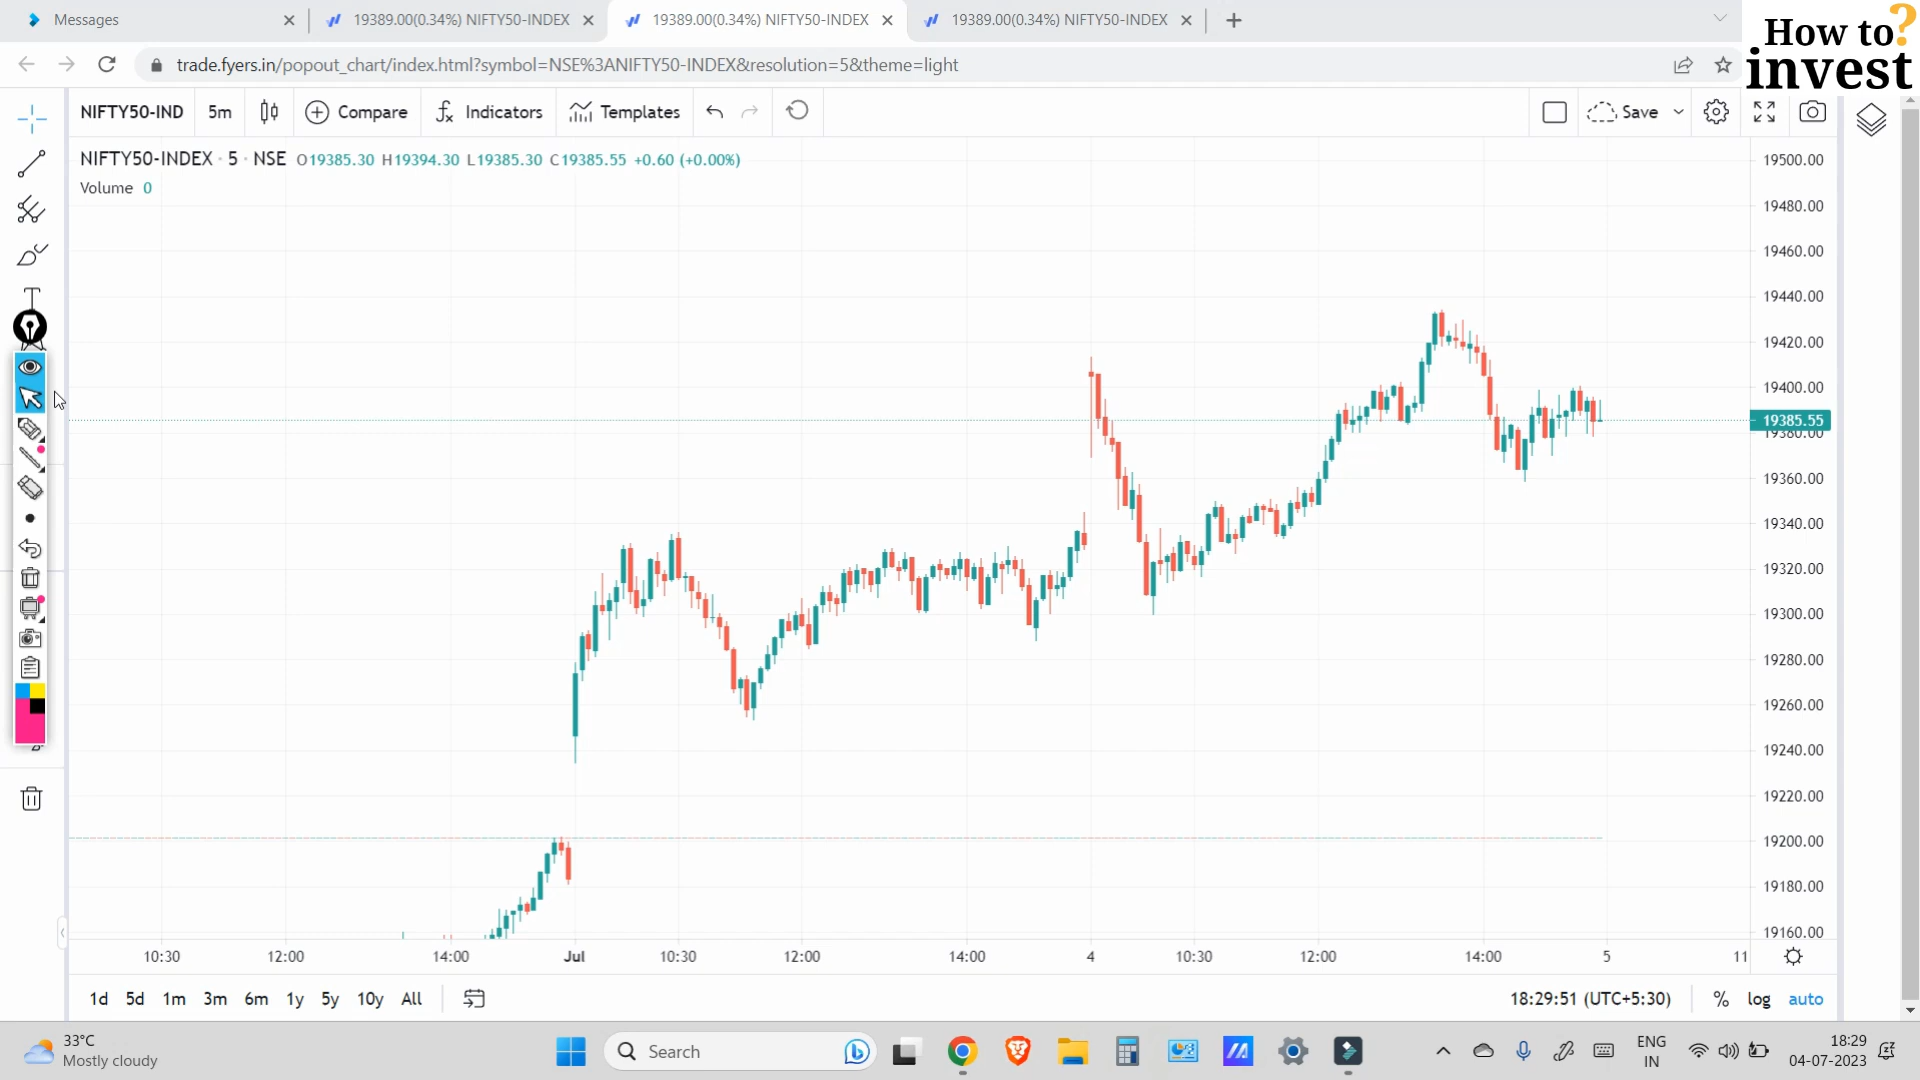 Messages
19389.00(0.34%) NIFTY50-INDEX
19389.00(0.34%) NIFTY50-INDEX
19389.00(0.34%) NIFTY50-INDEX
How to?
invest
trade.fyers.in/popout_chart/index.html?symbol=NSE%3ANIFTY50-INDEX&resolution=5&theme=light
NIFTY50-IND 5m Compare Indicators Templates Save
NIFTY50-INDEX · 5 · NSE O19385.30 H19394.30 L19385.30 C19385.55 +0.60 (+0.00%)
Volume 0
19500.00
19480.00
19460.00
19440.00
19420.00
19400.00
19385.55
19380.00
19360.00
19340.00
19320.00
19300.00
19280.00
19260.00
19240.00
19220.00
19200.00
19180.00
19160.00
10:30 12:00 14:00 Jul 10:30 12:00 14:00 4 10:30 12:00 14:00 5 11
1d 5d 1m 3m 6m 1y 5y 10y All
18:29:51 (UTC+5:30) % log auto
33°C
Mostly cloudy
Search
ENG
IN
18:29
04-07-2023